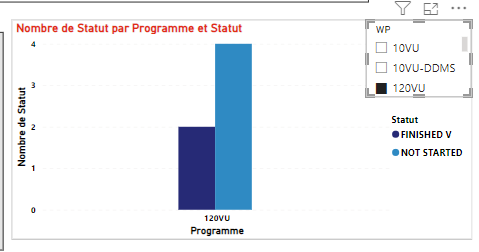 Nombre de Statut par Programme et Statut
Nombre de Statut
4
3
2
1
0
120VU
Programme
WP
10VU
10VU-DDMS
120VU
Statut
FINISHED V
NOT STARTED